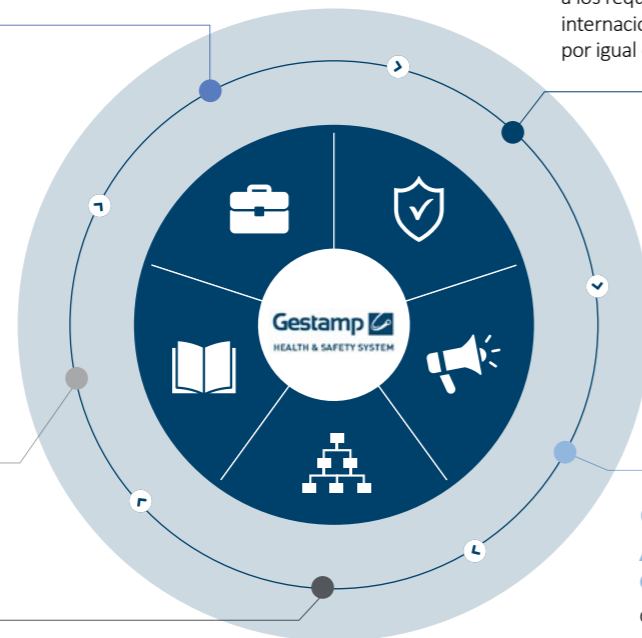 a los requ
internacio
por igual
Gestamp
HEALTH & SAFETY SYSTEM